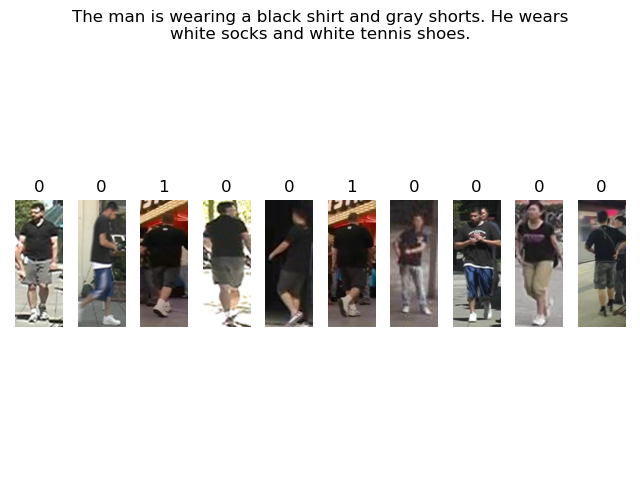 The man is wearing a black shirt and gray shorts. He wears
white socks and white tennis shoes.
0 0 1 0 0 1 0 0 0 0